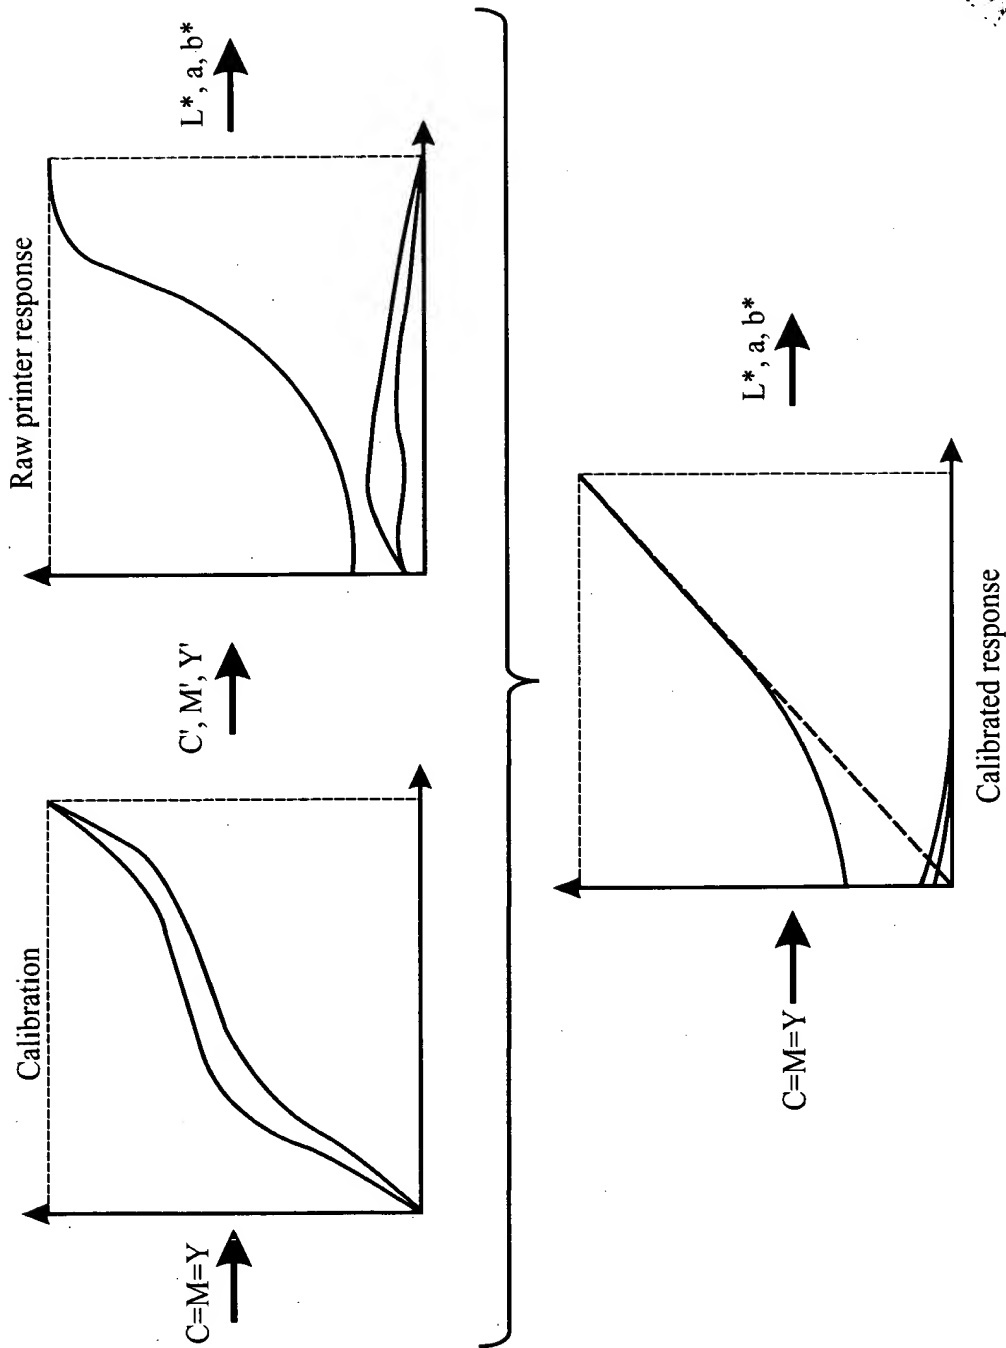 Calibration
Raw printer response
C=M=Y
C', M', Y'
L*, a, b*
C=M=Y
L*, a, b*
Calibrated response